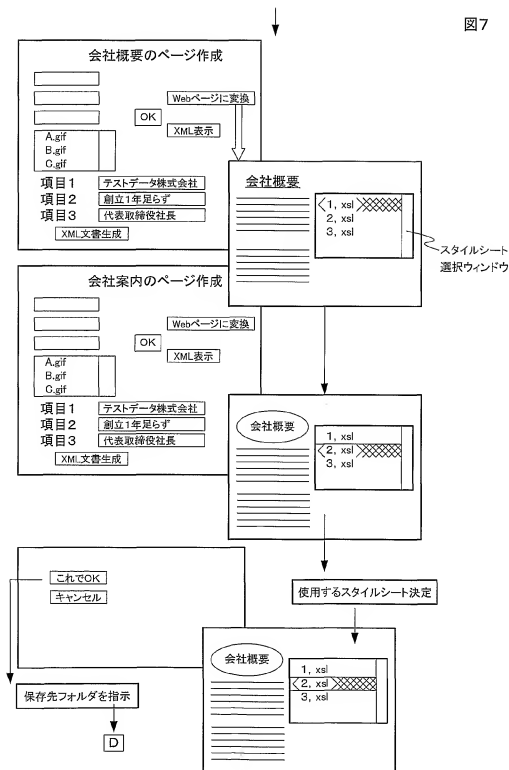 図7
会社概要のページ作成
Webページに変換
OK
XML表示
A.gif
B.gif
C.gif
項目1 テストデータ株式会社
項目2 創立1年足らず
項目3 代表取締役社長
XML文書生成
会社概要
1, xsl
2, xsl
3, xsl
スタイルシート
選択ウィンドウ
会社案内のページ作成
Webページに変換
OK
XML表示
A.gif
B.gif
C.gif
項目1 テストデータ株式会社
項目2 創立1年足らず
項目3 代表取締役社長
XML文書生成
会社概要
1, xsl
2, xsl
3, xsl
これでOK
キャンセル
使用するスタイルシート決定
会社概要
1, xsl
2, xsl
3, xsl
保存先フォルダを指示
D